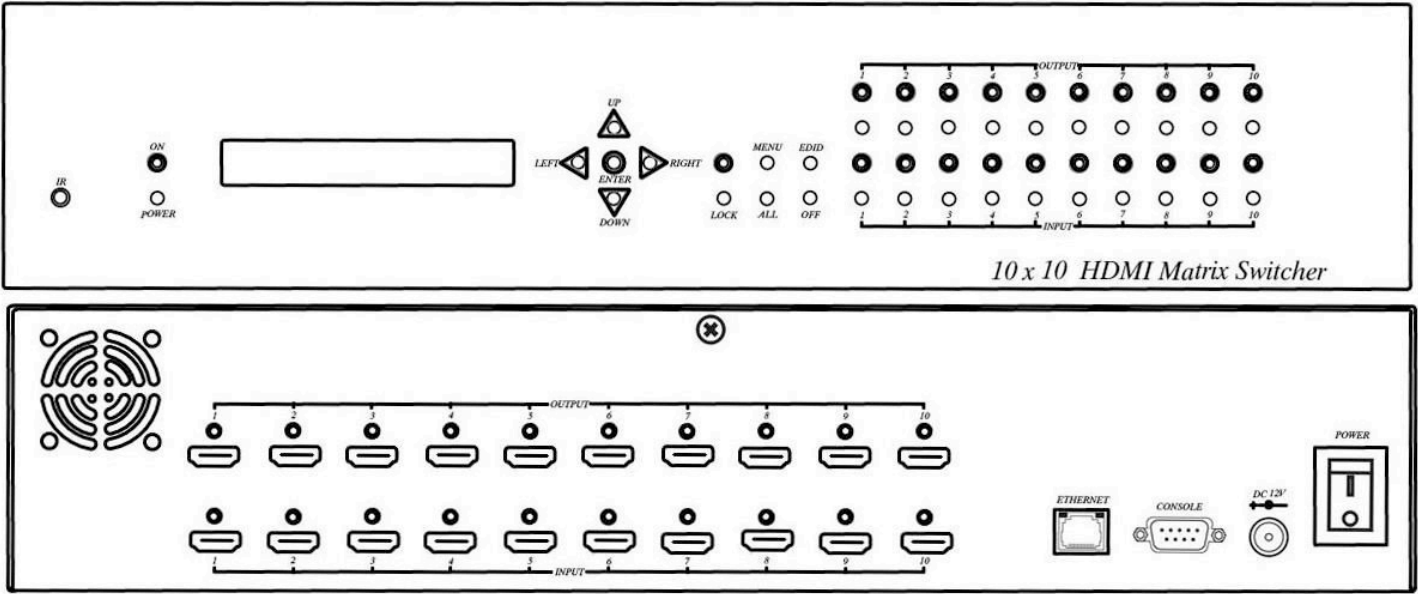 OUTPUT
1 2 3 4 5 6 7 8 9 10
UP
ON
LEFT
RIGHT
MENU EDID
ENTER
IR
POWER
DOWN
LOCK ALL OFF
1 2 3 4 5 6 7 8 9 10
INPUT
10 x 10 HDMI Matrix Switcher
OUTPUT
1 2 3 4 5 6 7 8 9 10
POWER
ETHERNET
CONSOLE
DC 12V
1 2 3 4 5 6 7 8 9 10
INPUT